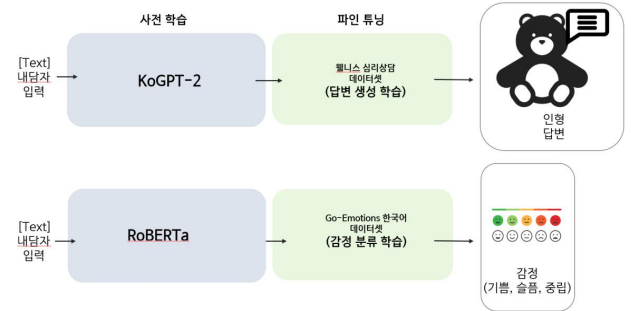 사전 학습
파인 튜닝
[Text]
내담자
입력
KoGPT-2
웰니스 심리상담
데이터셋
(답변 생성 학습)
인형
답변
[Text]
내담자
입력
RoBERTa
Go-Emotions 한국어
데이터셋
(감정 분류 학습)
감정
(기쁨, 슬픔, 중립)